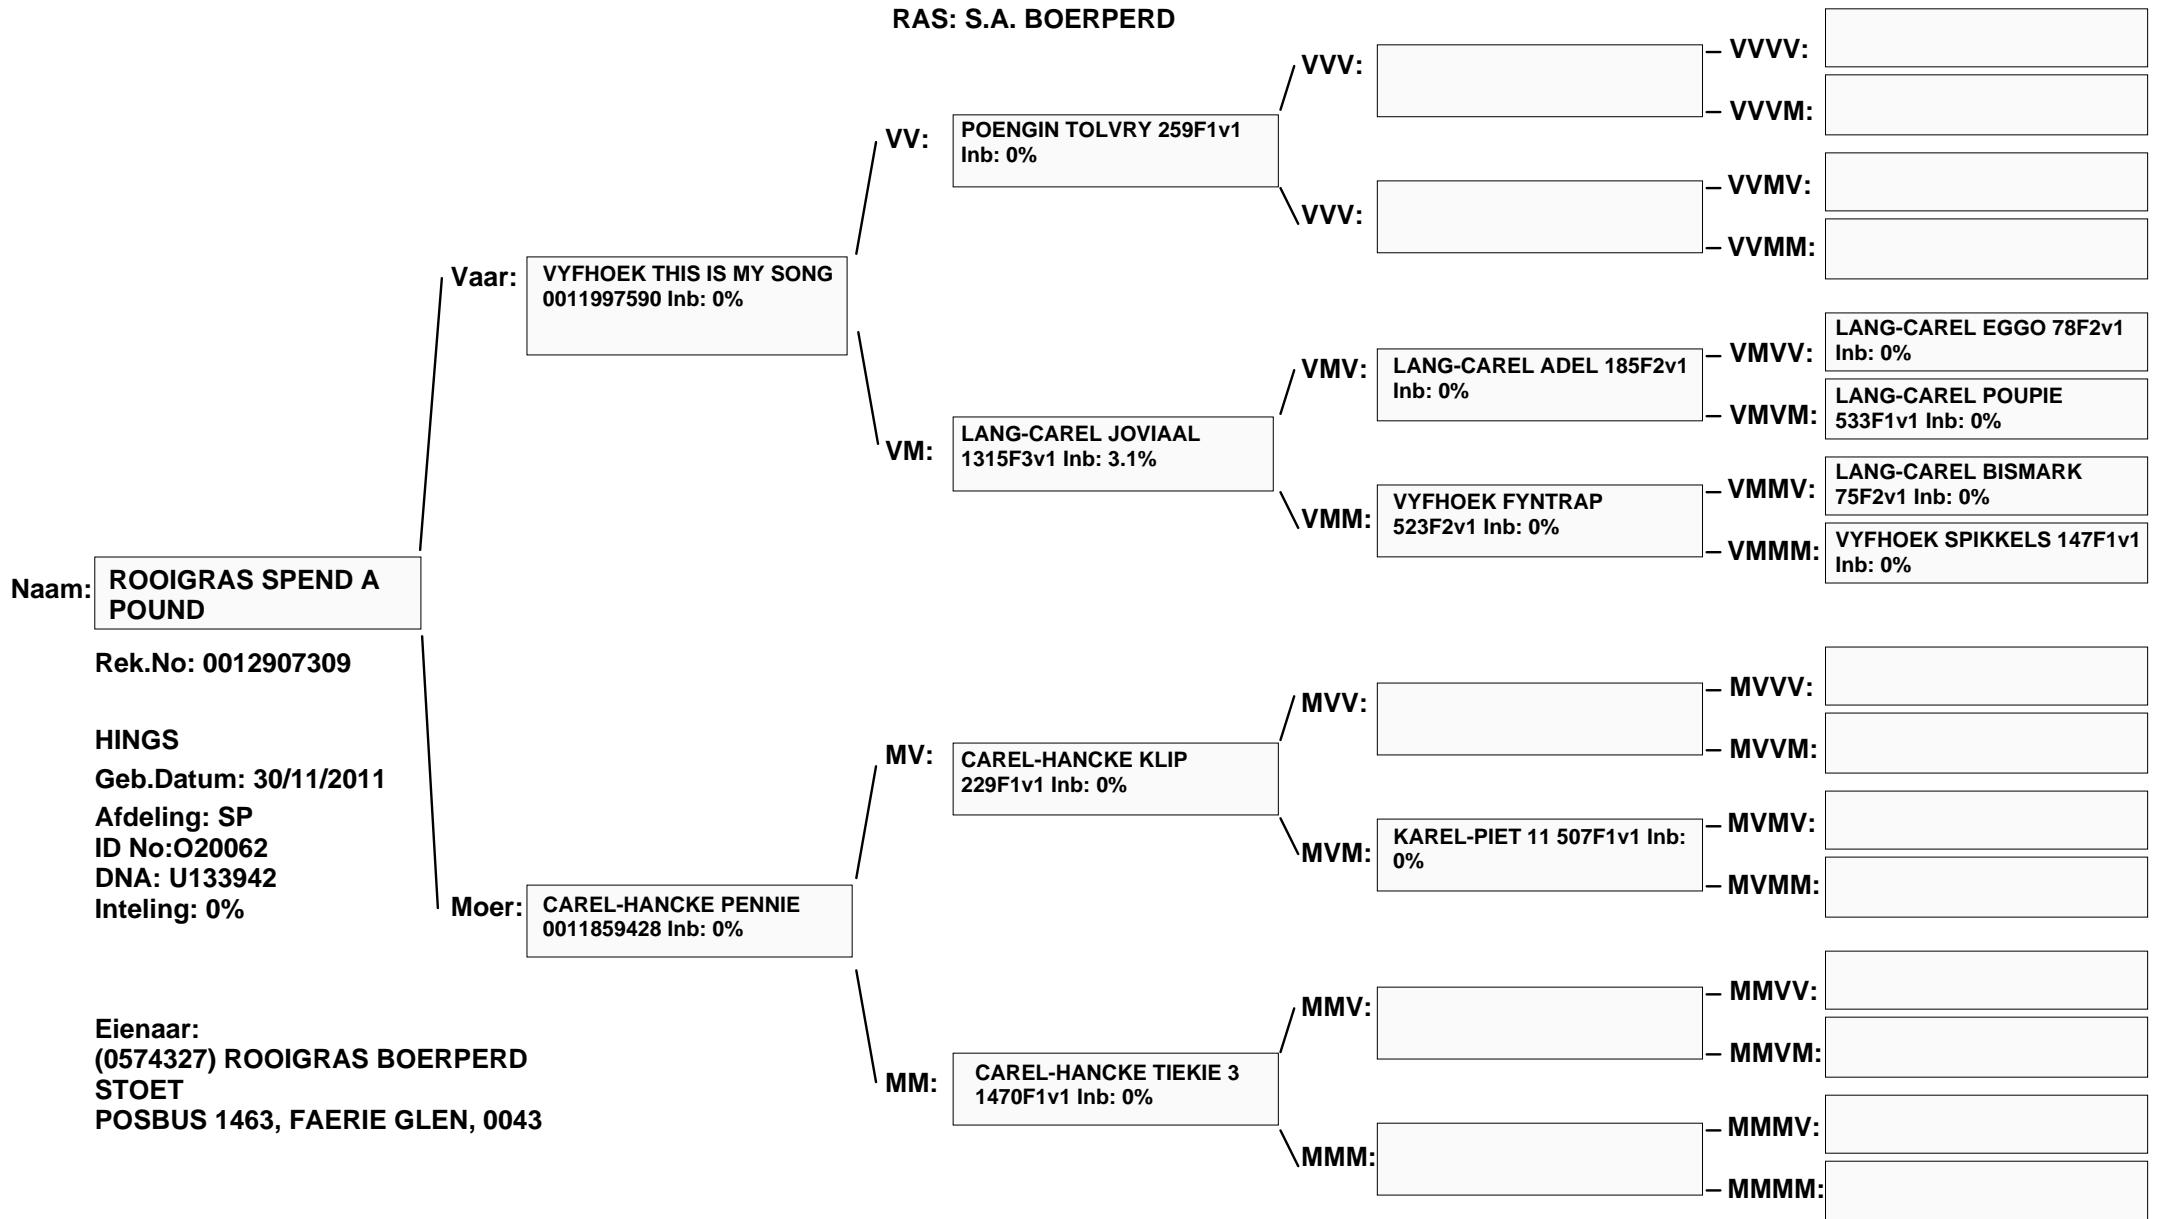 RAS: S.A. BOERPERD
Naam:
ROOIGRAS SPEND A
POUND
Rek.No: 0012907309
HINGS
Geb.Datum: 30/11/2011
Afdeling: SP
ID No:O20062
DNA: U133942
Inteling: 0%
Eienaar:
(0574327) ROOIGRAS BOERPERD
STOET
POSBUS 1463, FAERIE GLEN, 0043
Vaar:
VYFHOEK THIS IS MY SONG
0011997590 Inb: 0%
Moer:
CAREL-HANCKE PENNIE
0011859428 Inb: 0%
VV:
POENGIN TOLVRY 259F1v1
Inb: 0%
VM:
LANG-CAREL JOVIAAL
1315F3v1 Inb: 3.1%
MV:
CAREL-HANCKE KLIP
229F1v1 Inb: 0%
MM:
CAREL-HANCKE TIEKIE 3
1470F1v1 Inb: 0%
VVV:
VVV:
VMV:
LANG-CAREL ADEL 185F2v1
Inb: 0%
VMM:
VYFHOEK FYNTRAP
523F2v1 Inb: 0%
MVV:
MVM:
KAREL-PIET 11 507F1v1 Inb:
0%
MMV:
MMM:
VVVV:
VVVM:
VVMV:
VVMM:
VMVV:
LANG-CAREL EGGO 78F2v1
Inb: 0%
VMVM:
LANG-CAREL POUPIE
533F1v1 Inb: 0%
VMMV:
LANG-CAREL BISMARK
75F2v1 Inb: 0%
VMMM:
VYFHOEK SPIKKELS 147F1v1
Inb: 0%
MVVV:
MVVM:
MVMV:
MVMM:
MMVV:
MMVM:
MMMV:
MMMM: